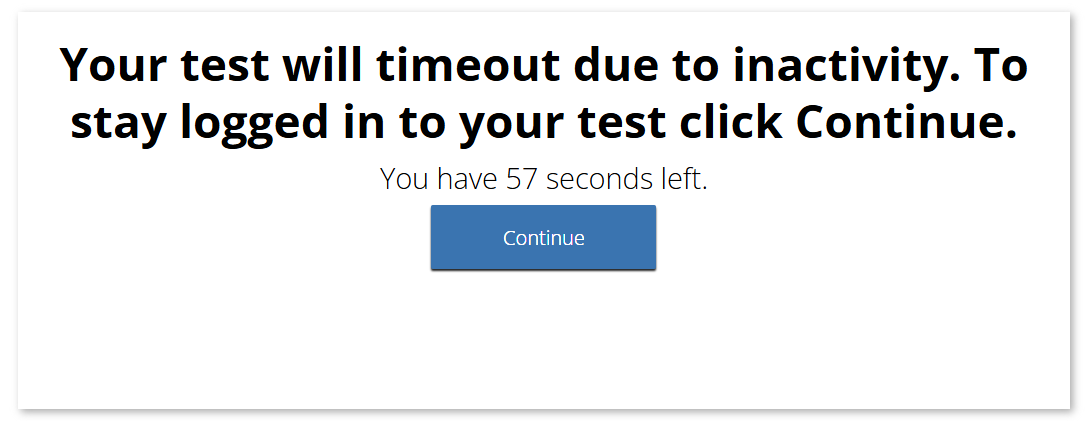 Your test will timeout due to inactivity. To
stay logged in to your test click Continue.
You have 57 seconds left.
Continue